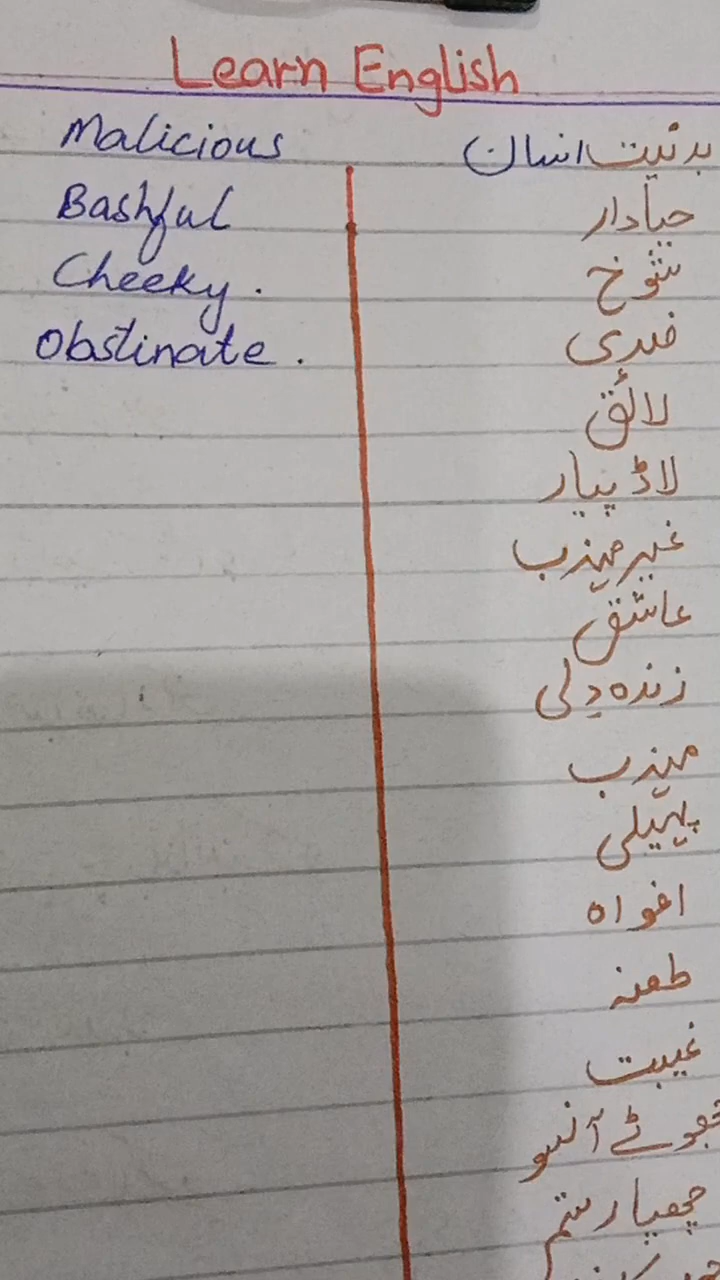 Learn English
Malicious بدنیت انسان
Bashful حیادار
Cheeky. شوخ
Obstinate. ضدی
لائق
لاڈ پیار
غیر مہذب
عاشق
زندہ دلی
مہذب
پہیلی
افواہ
طعنہ
غیبت
جھوٹے آنسو
چھپا رستم